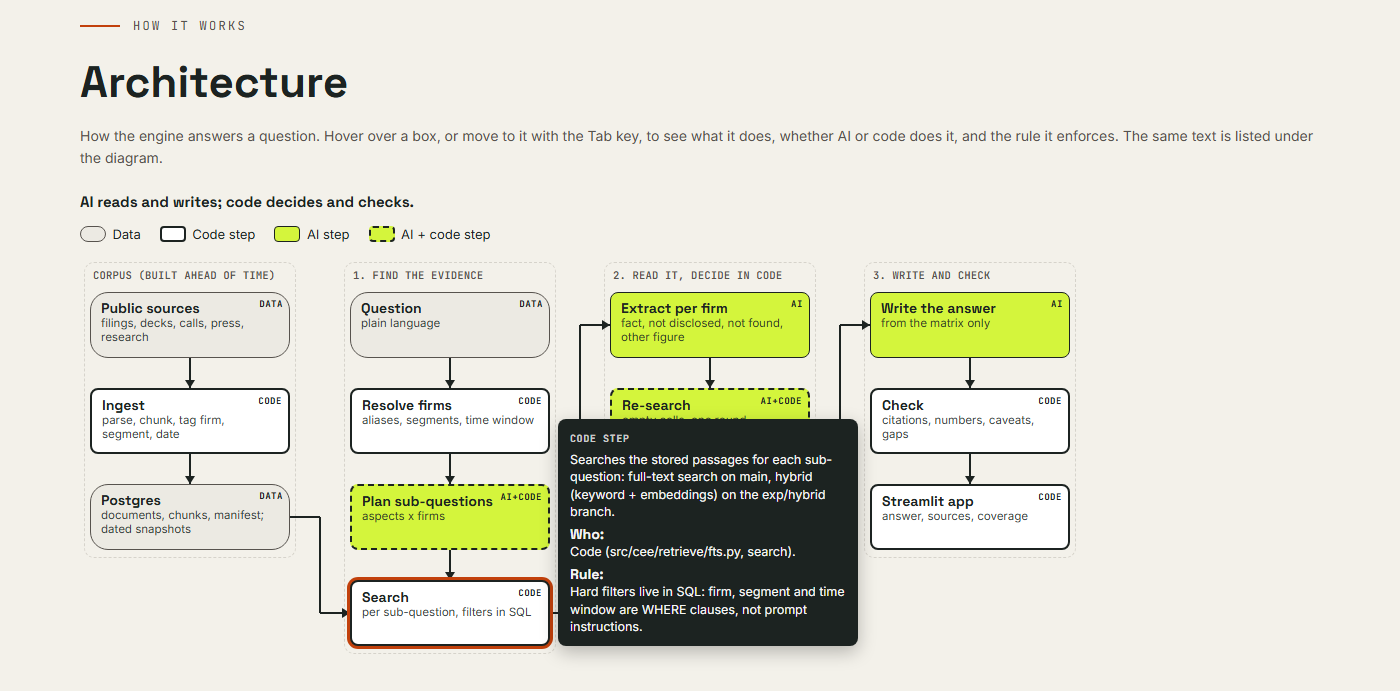 HOW IT WORKS
Architecture
How the engine answers a question. Hover over a box, or move to it with the Tab key, to see what it does, whether AI or code does it, and the rule it enforces. The same text is listed under
the diagram.
AI reads and writes; code decides and checks.
Data
Code step
AI step
AI + code step
CORPUS (BUILT AHEAD OF TIME)
Public sources
DATA
filings, decks, calls, press,
research
Ingest
CODE
parse, chunk, tag firm,
segment, date
Postgres
DATA
documents, chunks, manifest;
dated snapshots
1. FIND THE EVIDENCE
Question
DATA
plain language
Resolve firms
CODE
aliases, segments, time window
Plan sub-questions
AI+CODE
aspects x firms
Search
CODE
per sub-question, filters in SQL
2. READ IT, DECIDE IN CODE
Extract per firm
AI
fact, not disclosed, not found,
other figure
Re-search
AI+CODE
CODE STEP
Searches the stored passages for each sub-
question: full-text search on main, hybrid
(keyword + embeddings) on the exp/hybrid
branch.
Who:
Code (src/cee/retrieve/fts.py, search).
Rule:
Hard filters live in SQL: firm, segment and time
window are WHERE clauses, not prompt
instructions.
3. WRITE AND CHECK
Write the answer
AI
from the matrix only
Check
CODE
citations, numbers, caveats,
gaps
Streamlit app
CODE
answer, sources, coverage